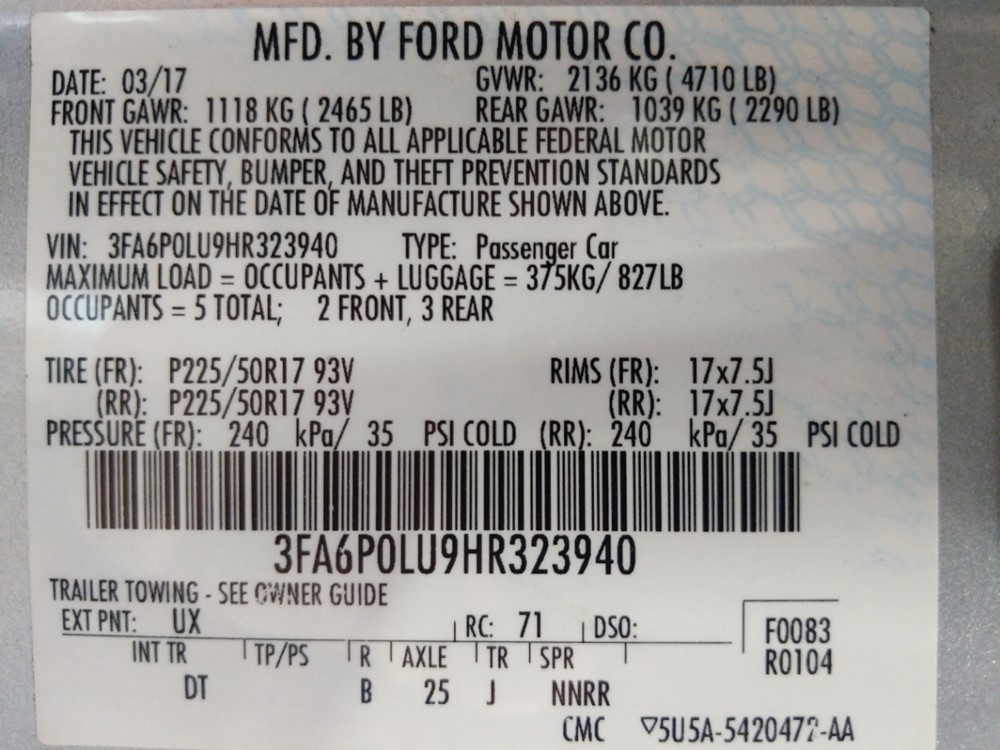 MFD. BY FORD MOTOR CO.
DATE: 03/17 GVWR: 2136 KG ( 4710 LB)
FRONT GAWR: 1118 KG ( 2465 LB) REAR GAWR: 1039 KG ( 2290 LB)
THIS VEHICLE CONFORMS TO ALL APPLICABLE FEDERAL MOTOR
VEHICLE SAFETY, BUMPER, AND THEFT PREVENTION STANDARDS
IN EFFECT ON THE DATE OF MANUFACTURE SHOWN ABOVE.
VIN: 3FA6P0LU9HR323940 TYPE: Passenger Car
MAXIMUM LOAD = OCCUPANTS + LUGGAGE = 375KG/ 827LB
OCCUPANTS = 5 TOTAL; 2 FRONT, 3 REAR
TIRE (FR): P225/50R17 93V RIMS (FR): 17x7.5J
(RR): P225/50R17 93V (RR): 17x7.5J
PRESSURE (FR): 240 kPa/ 35 PSI COLD (RR): 240 kPa/ 35 PSI COLD
3FA6P0LU9HR323940
TRAILER TOWING - SEE OWNER GUIDE
EXT PNT: UX RC: 71 DSO:
F0083
R0104
INT TR TP/PS R AXLE TR SPR
DT B 25 J NNRR
CMC